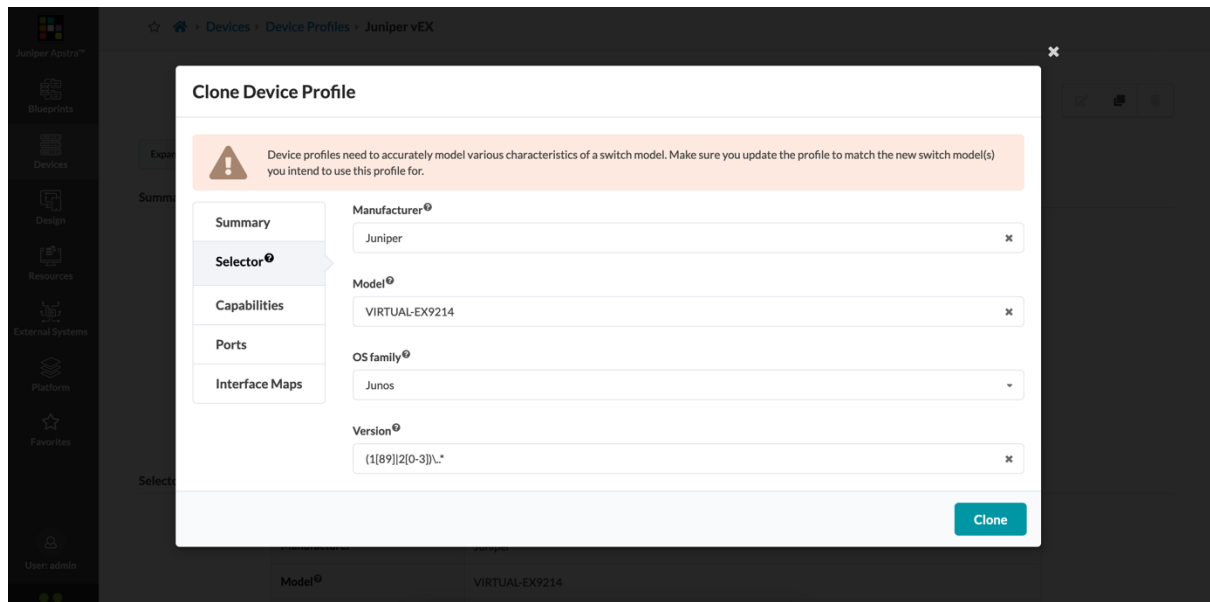 Juniper Apstra™
Devices
Device Profiles
Juniper vEX
Blueprints
Devices
Design
Resources
External Systems
Platform
Favorites
User: admin
Clone Device Profile
Device profiles need to accurately model various characteristics of a switch model. Make sure you update the profile to match the new switch model(s)
you intend to use this profile for.
Summary
Selector
Capabilities
Ports
Interface Maps
Manufacturer
Juniper
Model
VIRTUAL-EX9214
OS family
Junos
Version
(1[89]|2[0-3])\..*
Clone
Model
VIRTUAL-EX9214